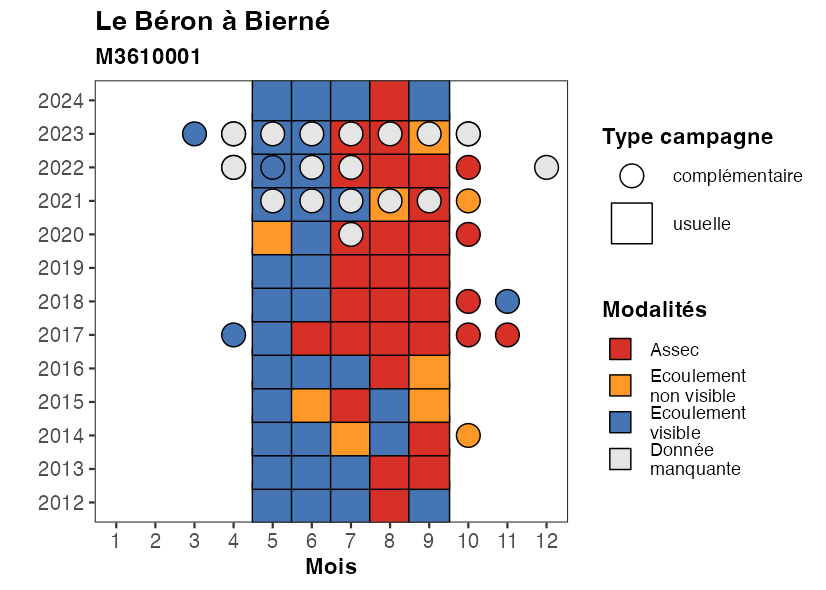 Le Béron à Bierné
M3610001
2024
2023
2022
2021
2020
2019
2018
2017
2016
2015
2014
2013
2012
1 2 3 4 5 6 7 8 9 10 11 12
Mois
Type campagne
complémentaire
usuelle
Modalités
Assec
Ecoulement
non visible
Ecoulement
visible
Donnée
manquante